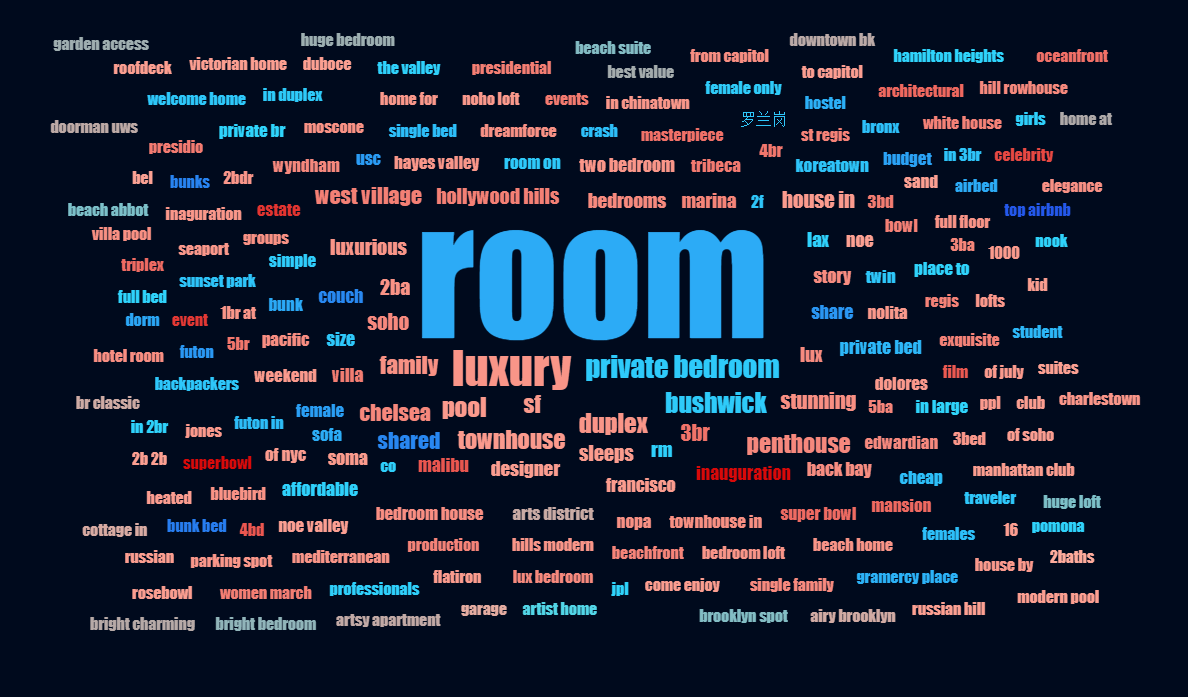 garden access
huge bedroom
beach suite
downtown bk
roofdeck
victorian home
duboce
the valley
presidential
best value
from capitol
to capitol
hamilton heights
oceanfront
welcome home
in duplex
home for
noho loft
events
in chinatown
female only
hostel
architectural
hill rowhouse
doorman uws
private br
moscone
single bed
dreamforce
crash
masterpiece
罗兰岗
st regis
bronx
white house
girls
home at
presidio
wyndham
usc
hayes valley
room on
two bedroom
tribeca
4br
koreatown
budget
in 3br
celebrity
bel
bunks
2bdr
west village
hollywood hills
bedrooms
marina
2f
house in
3bd
sand
airbed
elegance
beach abbot
inaguration
estate
bowl
full floor
top airbnb
villa pool
seaport
groups
luxurious
room
lax
noe
3ba
1000
nook
triplex
simple
sunset park
2ba
story
twin
place to
kid
full bed
bunk
couch
share
nolita
regis
lofts
dorm
event
1br at
soho
student
hotel room
futon
5br
pacific
size
family
luxury
private bedroom
lux
private bed
exquisite
backpackers
weekend
villa
dolores
film
of july
suites
br classic
female
chelsea
pool
sf
bushwick
stunning
5ba
in large
ppl
club
charlestown
in 2br
jones
futon in
sofa
shared
townhouse
duplex
sleeps
3br
rm
penthouse
edwardian
3bed
of soho
2b 2b
superbowl
of nyc
soma
co
malibu
designer
francisco
inauguration
back bay
cheap
manhattan club
heated
bluebird
affordable
mansion
traveler
huge loft
cottage in
bunk bed
4bd
noe valley
bedroom house
arts district
nopa
townhouse in
super bowl
females
16
pomona
russian
parking spot
mediterranean
production
hills modern
beachfront
bedroom loft
beach home
house by
2baths
rosebowl
women march
professionals
flatiron
lux bedroom
jpl
come enjoy
single family
gramercy place
modern pool
bright charming
bright bedroom
artsy apartment
garage
artist home
brooklyn spot
airy brooklyn
russian hill